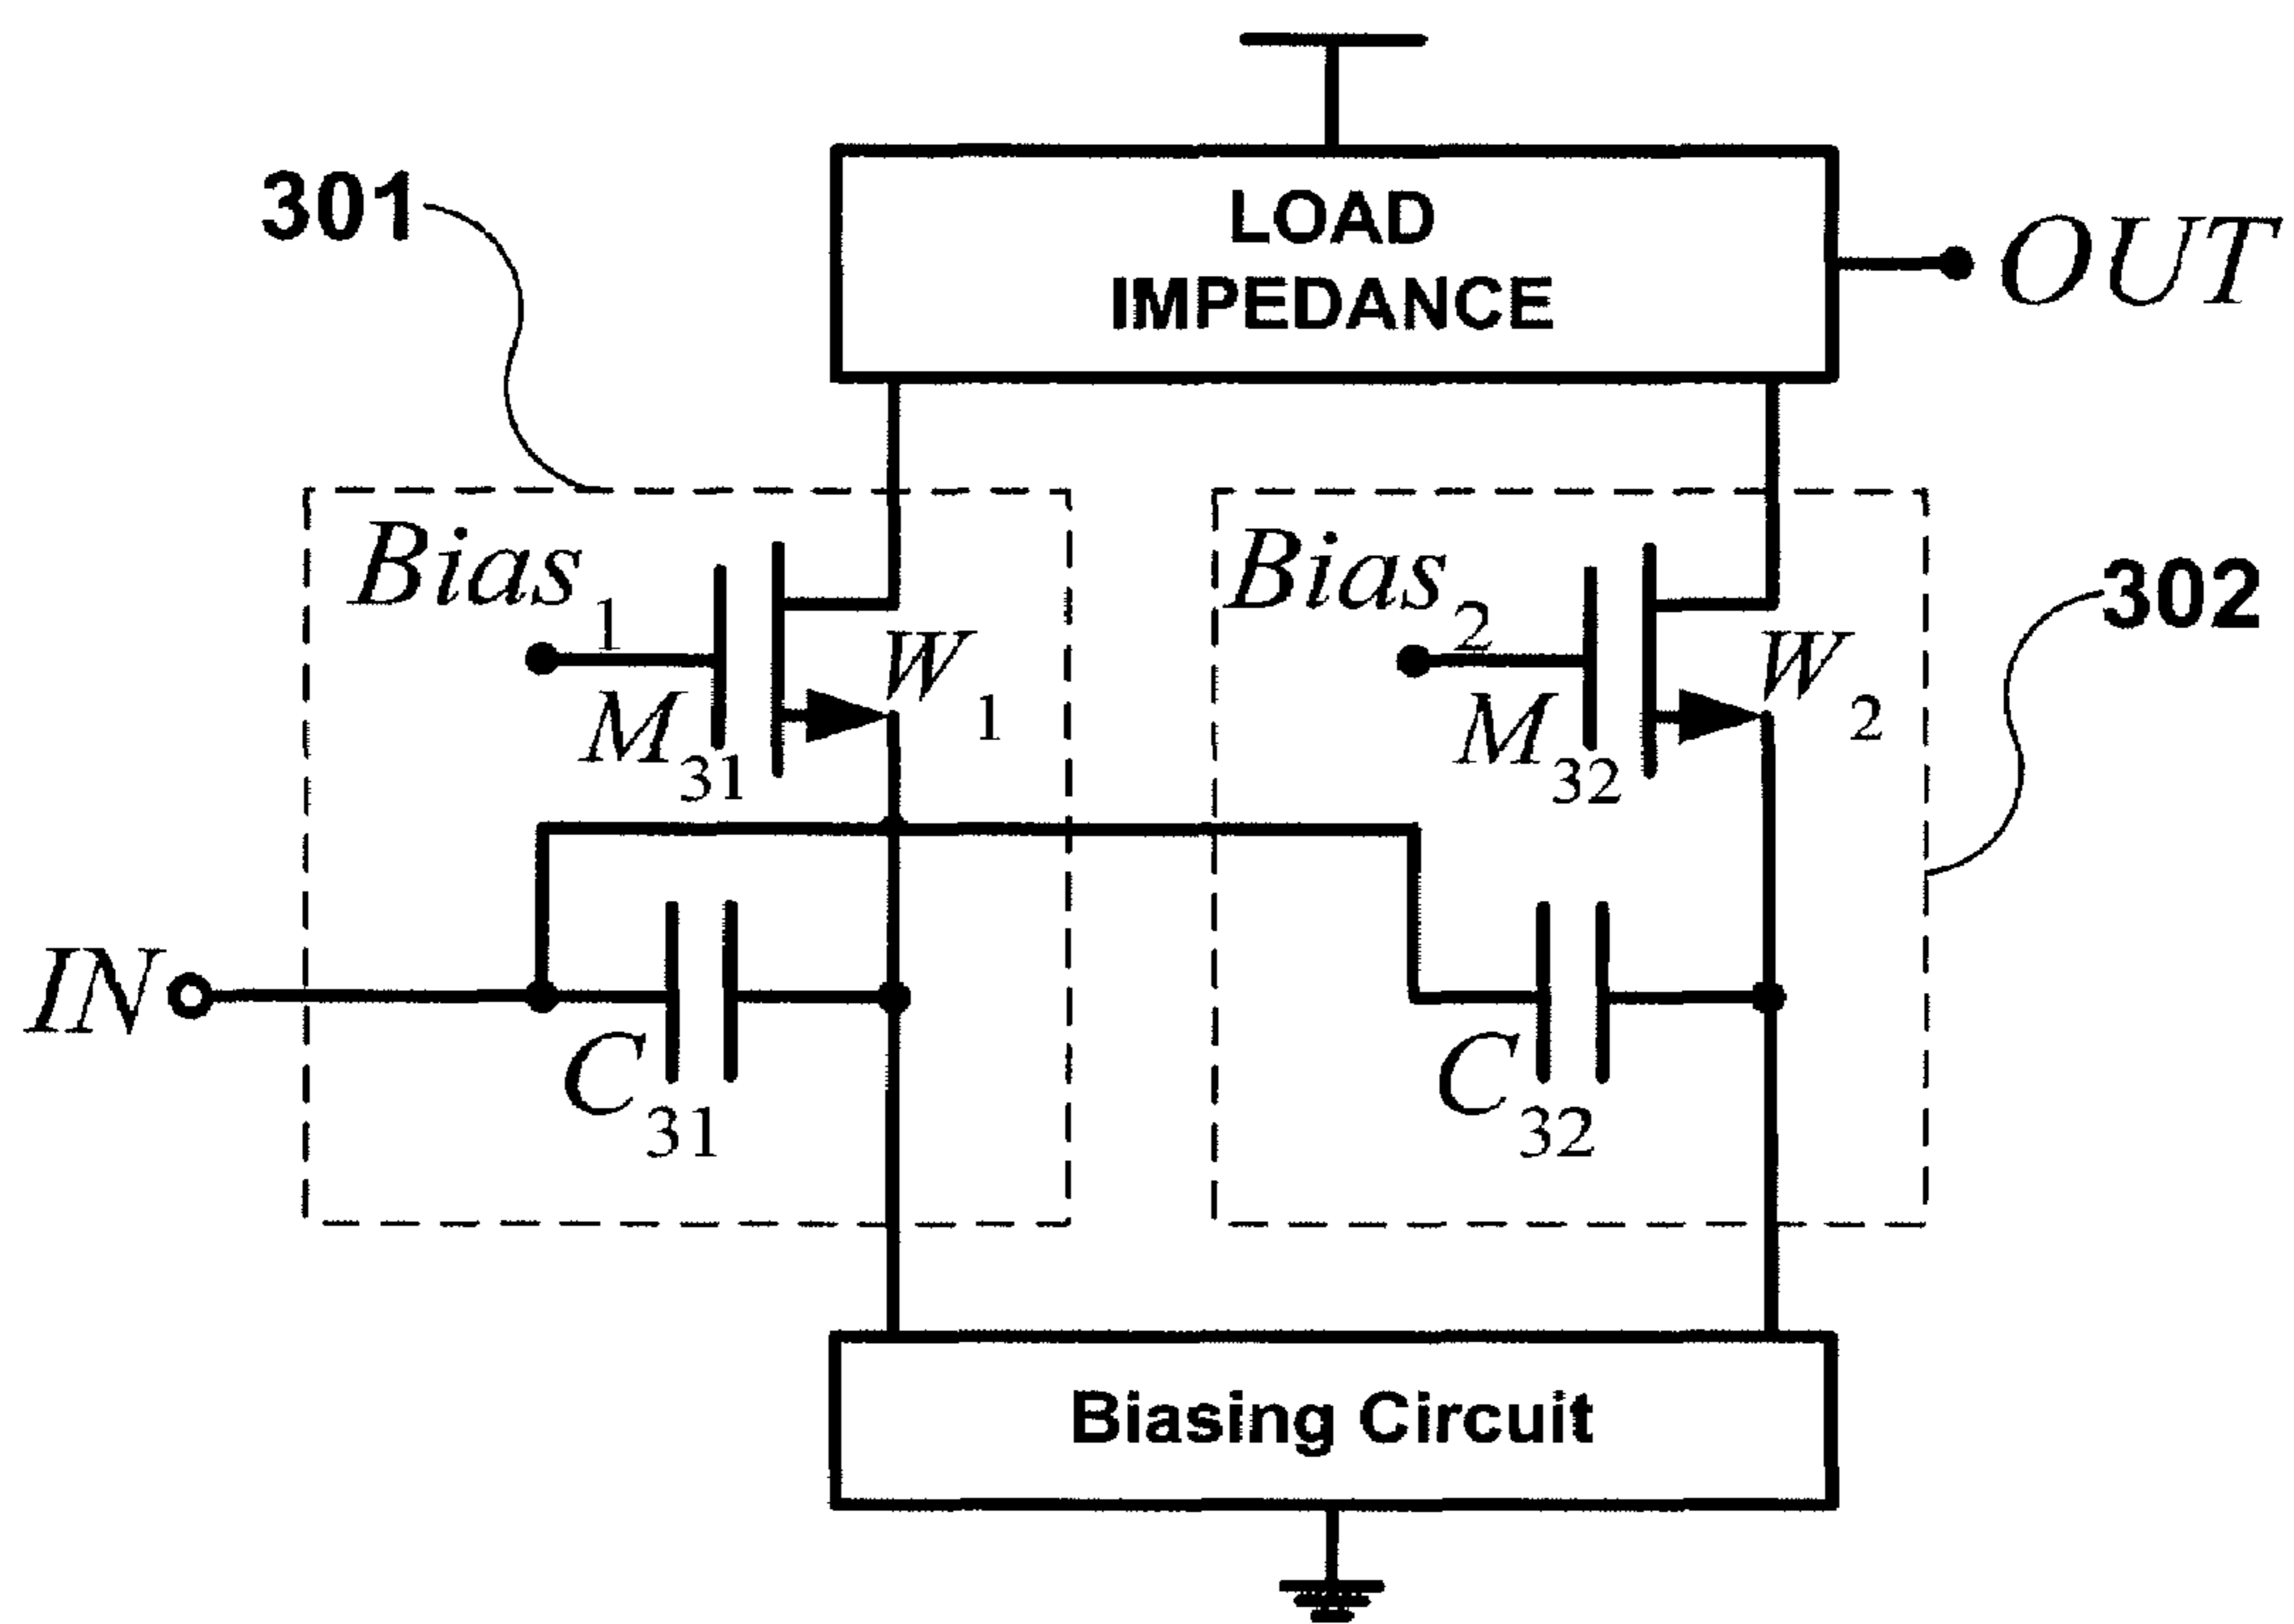 301
LOAD
IMPEDANCE
OUT
Bias1
W1
M31
Bias2
W2
M32
302
IN
C31
C32
Biasing Circuit